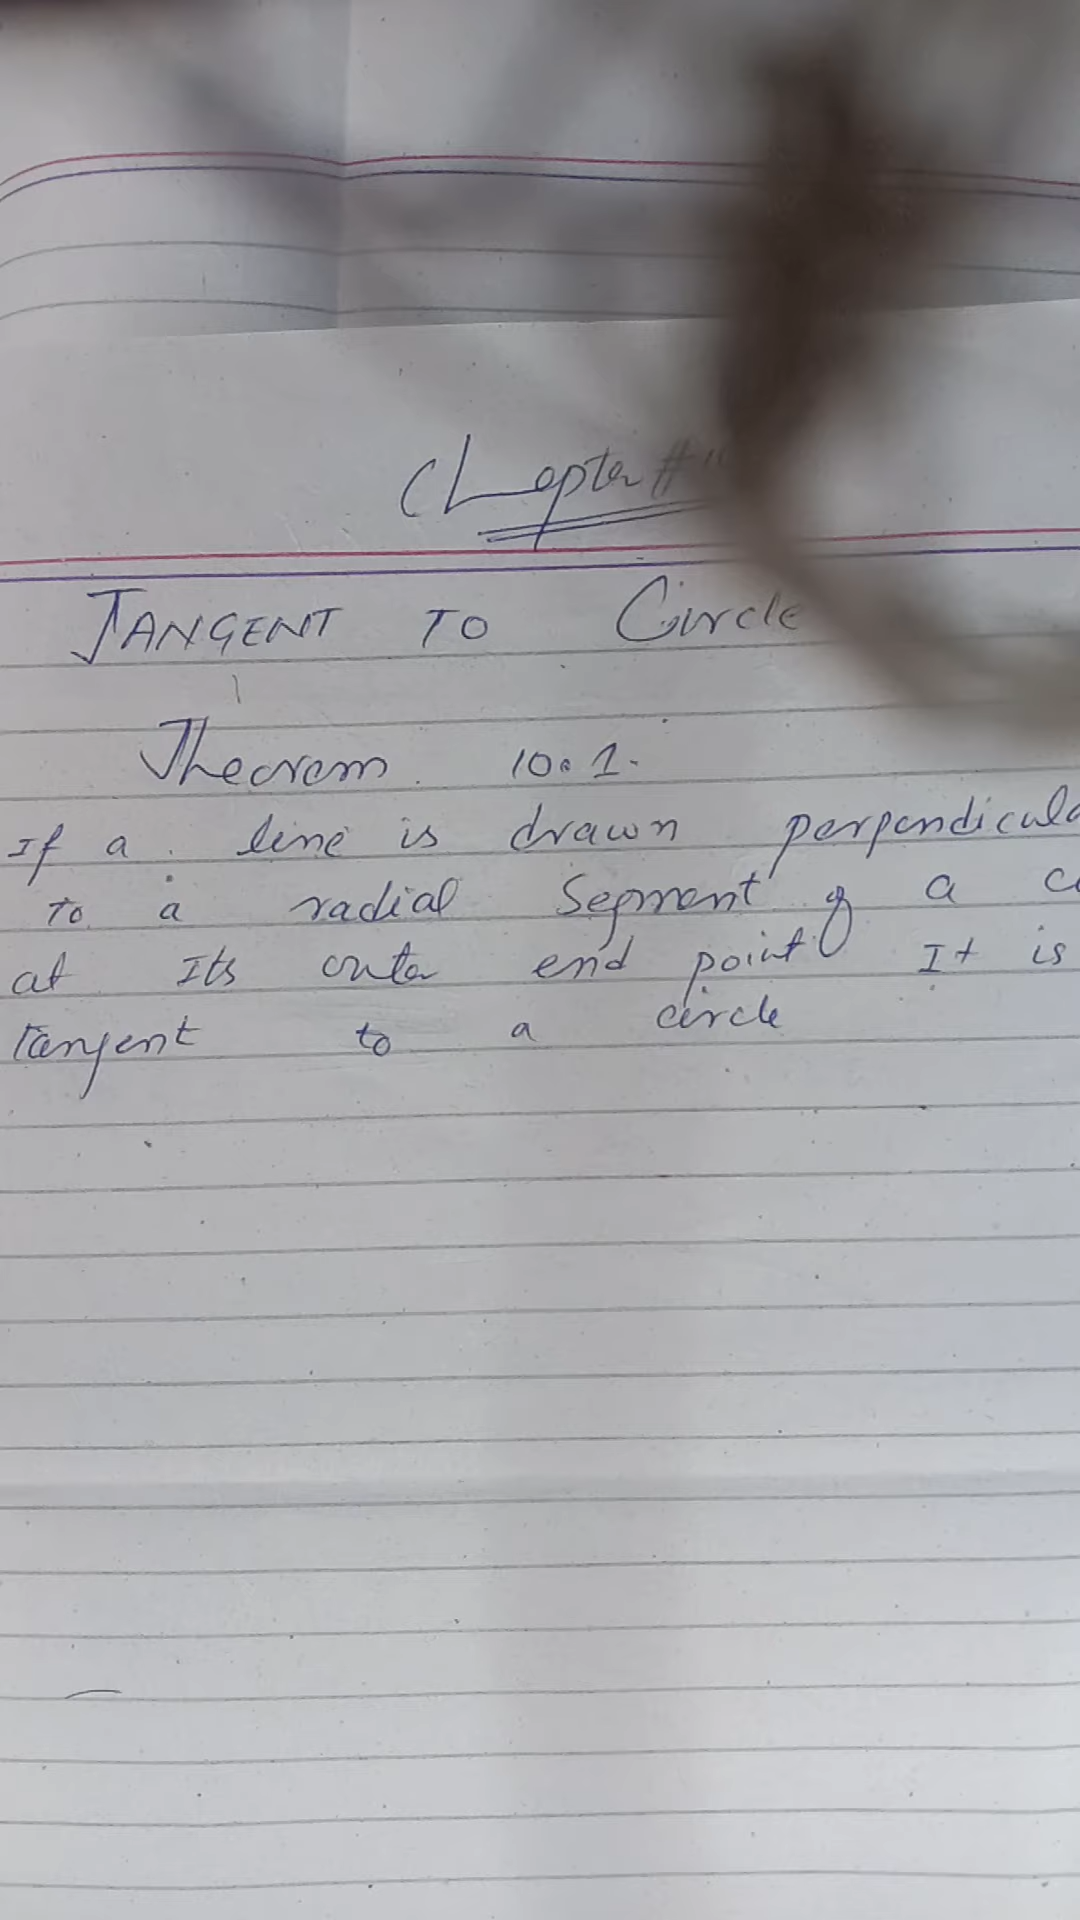 Chapter #
TANGENT TO Circle
Theorem 10.1.
If a line is drawn
to a radial Segment of a
at Its outer end point It is
tangent to a circle